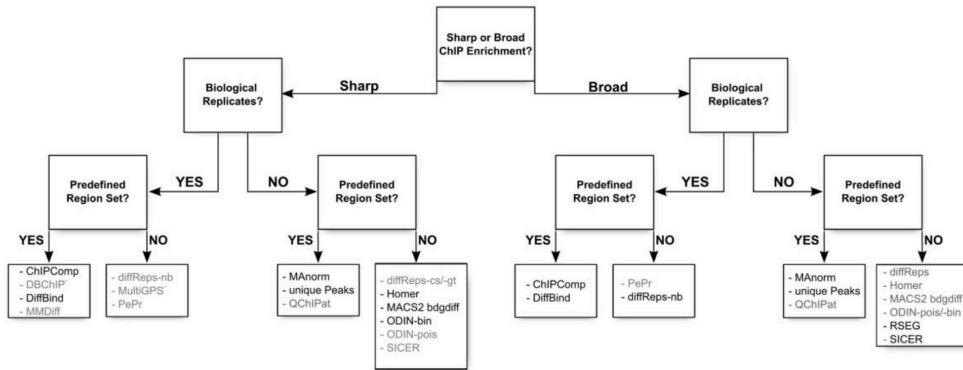 Sharp or Broad
ChIP Enrichment?
Sharp
Broad
Biological
Replicates?
Biological
Replicates?
YES
NO
YES
NO
Predefined
Region Set?
Predefined
Region Set?
Predefined
Region Set?
Predefined
Region Set?
YES
NO
YES
NO
YES
NO
YES
NO
- ChIPComp
- DBChIP*
- DiffBind
- MMDiff
- diffReps-nb
- MultiGPS*
- PePr
- MAnorm
- unique Peaks
- QChIPat
- diffReps-cs/-gt
- Homer
- MACS2 bdgdiff
- ODIN-bin
- ODIN-pois
- SICER
- ChIPComp
- DiffBind
- PePr
- diffReps-nb
- MAnorm
- unique Peaks
- QChIPat
- diffReps
- Homer
- MACS2 bdgdiff
- ODIN-pois/-bin
- RSEG
- SICER